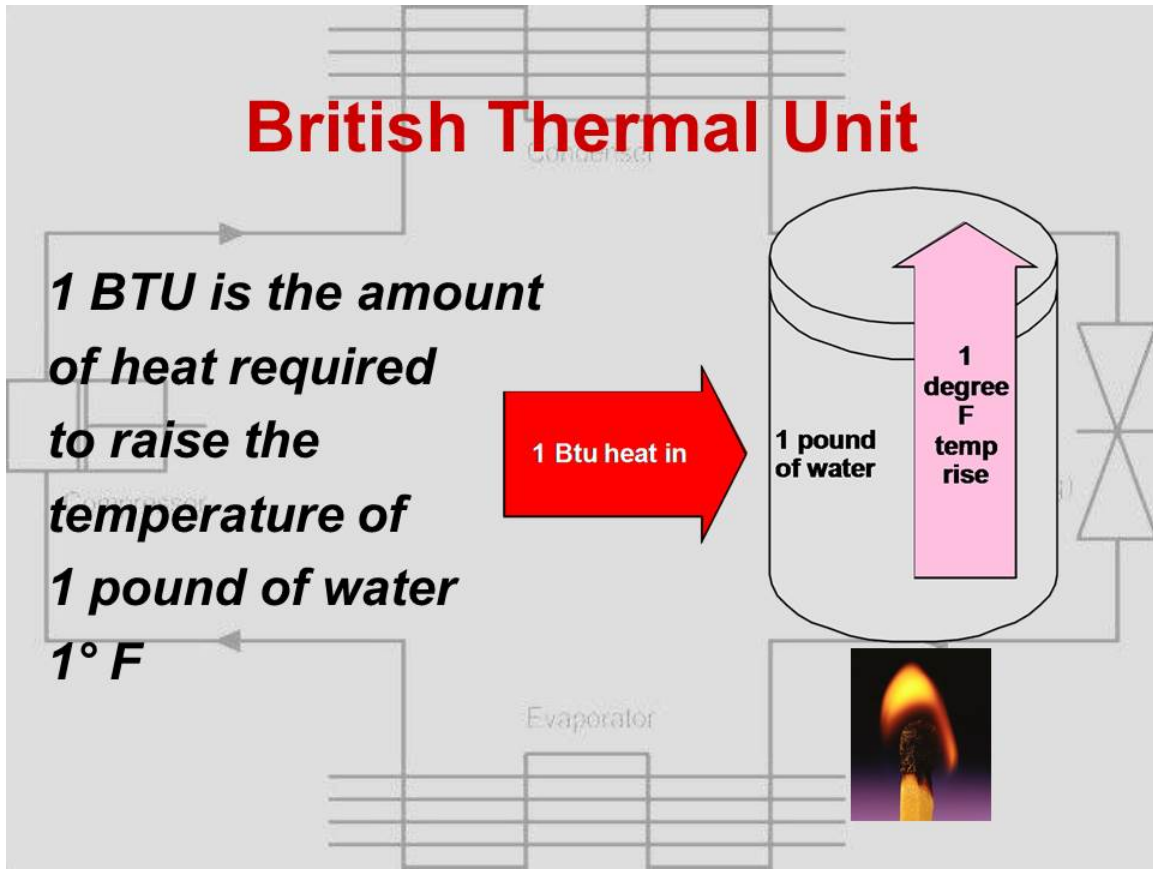 British Thermal Unit
Condenser
1 BTU is the amount
of heat required
to raise the
temperature of
1 pound of water
1° F
Compressor
1 Btu heat in
1 pound
of water
1
degree
F
temp
rise
Evaporator